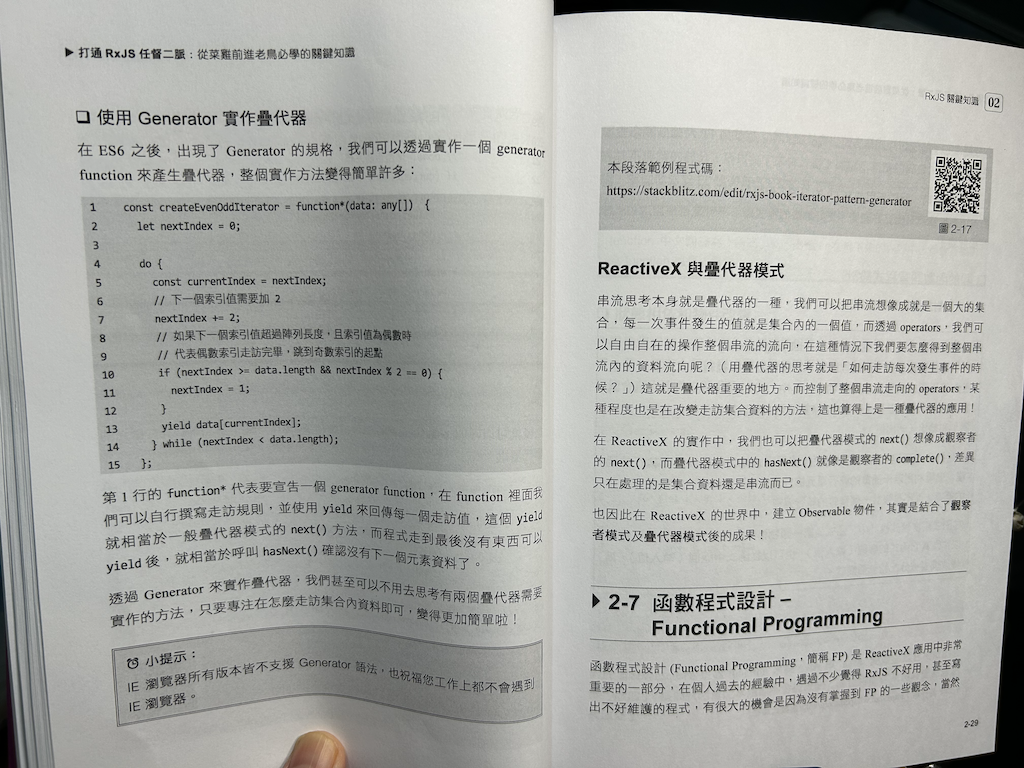 ▶ 打通 RxJS 任督二脈：從菜雞前進老鳥必學的關鍵知識
❏ 使用 Generator 實作疊代器
在 ES6 之後，出現了 Generator 的規格，我們可以透過實作一個 generator
function 來產生疊代器，整個實作方法變得簡單許多：
1 const createEvenOddIterator = function*(data: any[]) {
2 let nextIndex = 0;
3
4 do {
5 const currentIndex = nextIndex;
6 // 下一個索引值需要加 2
7 nextIndex += 2;
8 // 如果下一個索引值超過陣列長度，且索引值為偶數時
9 // 代表偶數索引走訪完畢，跳到奇數索引的起點
10 if (nextIndex >= data.length && nextIndex % 2 == 0) {
11 nextIndex = 1;
12 }
13 yield data[currentIndex];
14 } while (nextIndex < data.length);
15 };
第 1 行的 function* 代表要宣告一個 generator function，在 function 裡面我
們可以自行撰寫走訪規則，並使用 yield 來回傳每一個走訪值，這個 yield
就相當於一般疊代器模式的 next() 方法，而程式走到最後沒有東西可以
yield 後，就相當於呼叫 hasNext() 確認沒有下一個元素資料了。
透過 Generator 來實作疊代器，我們甚至可以不用去思考有兩個疊代器需要
實作的方法，只要專注在怎麼走訪集合內資料即可，變得更加簡單啦！
小提示：
IE 瀏覽器所有版本皆不支援 Generator 語法，也祝福您工作上都不會遇到
IE 瀏覽器。
RxJS 關鍵知識 02
本段落範例程式碼：
https://stackblitz.com/edit/rxjs-book-iterator-pattern-generator
圖 2-17
ReactiveX 與疊代器模式
串流思考本身就是疊代器的一種，我們可以把串流想像成就是一個大的集
合，每一次事件發生的值就是集合內的一個值，而透過 operators，我們可
以自由自在的操作整個串流的流向，在這種情況下我們要怎麼得到整個串
流內的資料流向呢？（用疊代器的思考就是「如何走訪每次發生事件的時
候？」）這就是疊代器重要的地方。而控制了整個串流走向的 operators，某
種程度也是在改變走訪集合資料的方法，這也算得上是一種疊代器的應用！
在 ReactiveX 的實作中，我們也可以把疊代器模式的 next() 想像成觀察者
的 next()，而疊代器模式中的 hasNext() 就像是觀察者的 complete()，差異
只在處理的是集合資料還是串流而已。
也因此在 ReactiveX 的世界中，建立 Observable 物件，其實是結合了觀察
者模式及疊代器模式後的成果！
▶ 2-7 函數程式設計 –
Functional Programming
函數程式設計 (Functional Programming，簡稱 FP) 是 ReactiveX 應用中非常
重要的一部分，在個人過去的經驗中，遇過不少覺得 RxJS 不好用，甚至寫
出不好維護的程式，有很大的機會是因為沒有掌握到 FP 的一些觀念，當然
2-29